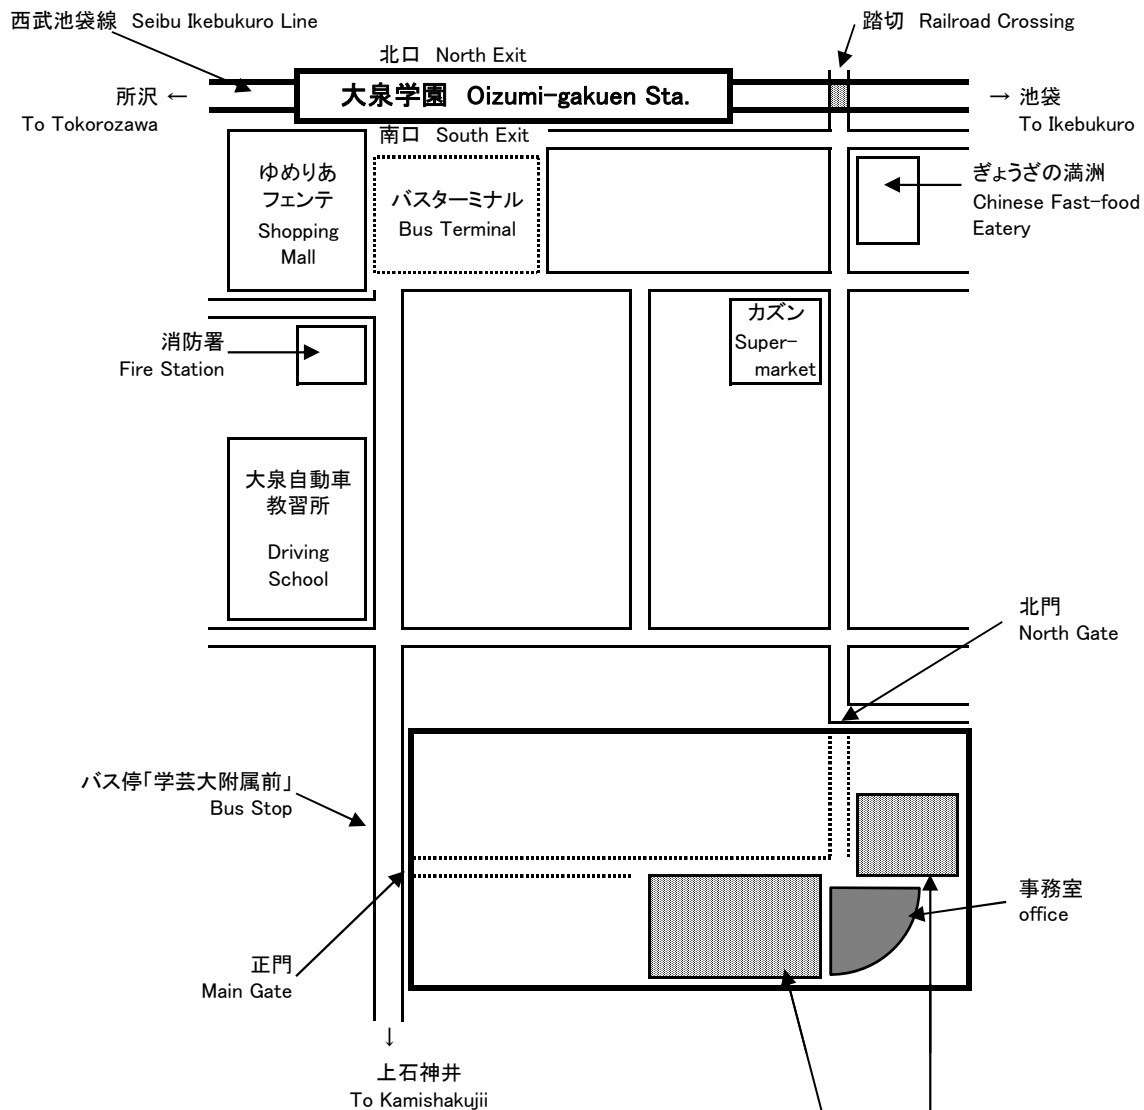 西武池袋線 Seibu Ikebukuro Line
踏切 Railroad Crossing
北口 North Exit
大泉学園 Oizumi-gakuen Sta.
所沢 ←
To Tokorozawa
→ 池袋
To Ikebukuro
南口 South Exit
ゆめりあ
フェンテ
Shopping
Mall
バスターミナル
Bus Terminal
ぎょうざの満洲
Chinese Fast-food
Eatery
カズン
Super-
market
消防署
Fire Station
大泉自動車
教習所
Driving
School
北門
North Gate
バス停「学芸大附属前」
Bus Stop
事務室
office
正門
Main Gate
↓
上石神井
To Kamishakujii